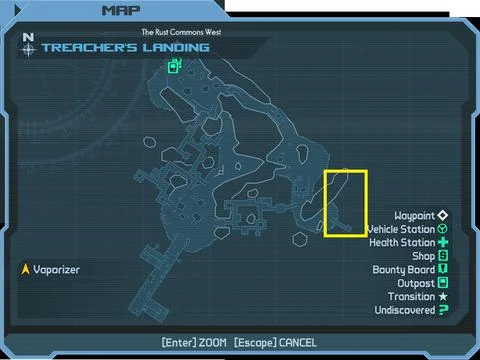 MAP
The Rust Commons West
N
TREACHER'S LANDING
Waypoint
Vehicle Station
Health Station
Shop
Bounty Board
Outpost
Transition
Undiscovered
Vaporizer
[Enter] ZOOM [Escape] CANCEL